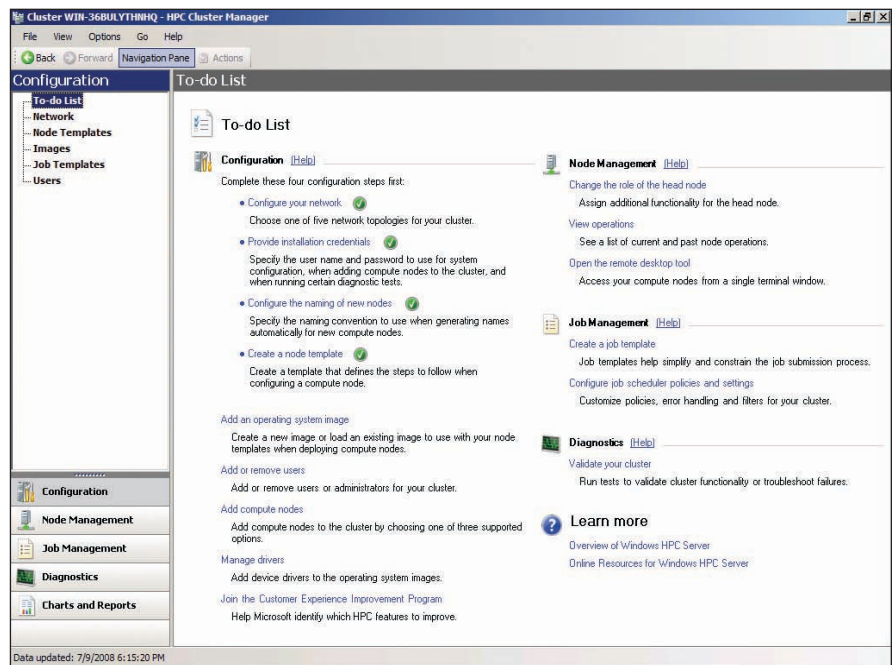 Cluster WIN-36BULYTHNHQ - HPC Cluster Manager
File View Options Go Help
Back Forward Navigation Pane Actions
Configuration
To-do List
Network
Node Templates
Images
Job Templates
Users
Configuration
Node Management
Job Management
Diagnostics
Charts and Reports
To-do List
To-do List
Configuration [Help]
Complete these four configuration steps first:
• Configure your network
Choose one of five network topologies for your cluster.
• Provide installation credentials
Specify the user name and password to use for system
configuration, when adding compute nodes to the cluster, and
when running certain diagnostic tests.
• Configure the naming of new nodes
Specify the naming convention to use when generating names
automatically for new compute nodes.
• Create a node template
Create a template that defines the steps to follow when
configuring a compute node.
Add an operating system image
Create a new image or load an existing image to use with your node
templates when deploying compute nodes.
Add or remove users
Add or remove users or administrators for your cluster.
Add compute nodes
Add compute nodes to the cluster by choosing one of three supported
options.
Manage drivers
Add device drivers to the operating system images.
Join the Customer Experience Improvement Program
Help Microsoft identify which HPC features to improve.
Node Management [Help]
Change the role of the head node
Assign additional functionality for the head node.
View operations
See a list of current and past node operations.
Open the remote desktop tool
Access your compute nodes from a single terminal window.
Job Management [Help]
Create a job template
Job templates help simplify and constrain the job submission process.
Configure job scheduler policies and settings
Customize policies, error handling and filters for your cluster.
Diagnostics [Help]
Validate your cluster
Run tests to validate cluster functionality or troubleshoot failures.
Learn more
Overview of Windows HPC Server
Online Resources for Windows HPC Server
Data updated: 7/9/2008 6:15:20 PM